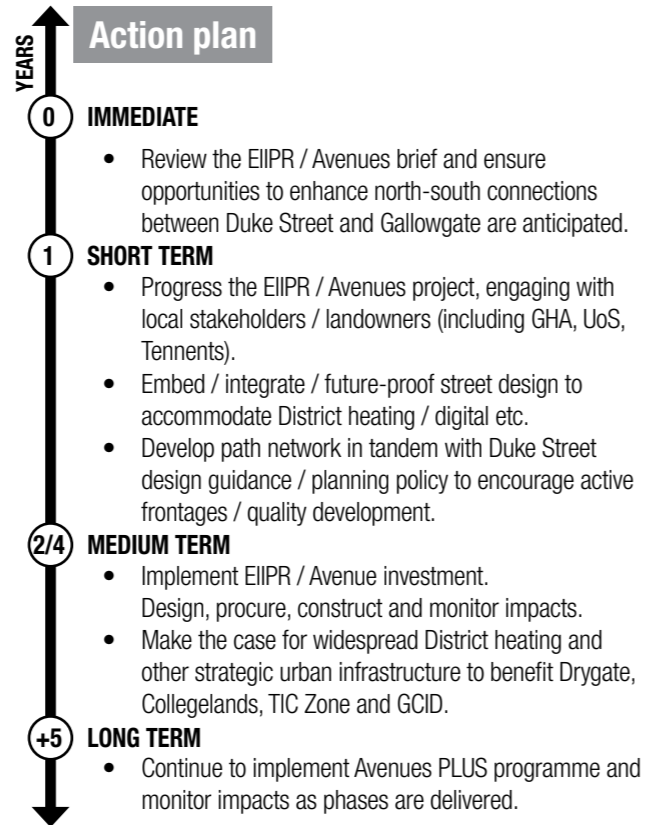 Action plan
YEARS
0 IMMEDIATE
• Review the EIIPR / Avenues brief and ensure
opportunities to enhance north-south connections
between Duke Street and Gallowgate are anticipated.
1 SHORT TERM
• Progress the EIIPR / Avenues project, engaging with
local stakeholders / landowners (including GHA, UoS,
Tennents).
• Embed / integrate / future-proof street design to
accommodate District heating / digital etc.
• Develop path network in tandem with Duke Street
design guidance / planning policy to encourage active
frontages / quality development.
2/4 MEDIUM TERM
• Implement EIIPR / Avenue investment.
Design, procure, construct and monitor impacts.
• Make the case for widespread District heating and
other strategic urban infrastructure to benefit Drygate,
Collegelands, TIC Zone and GCID.
+5 LONG TERM
• Continue to implement Avenues PLUS programme and
monitor impacts as phases are delivered.